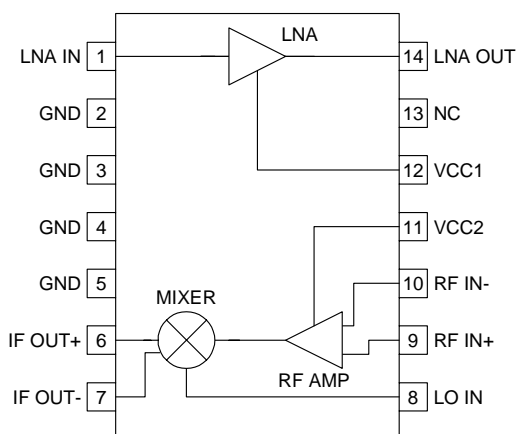 LNA
LNA IN 1 14 LNA OUT
GND 2 13 NC
GND 3 12 VCC1
GND 4 11 VCC2
GND 5 10 RF IN-
MIXER
IF OUT+ 6 9 RF IN+
RF AMP
IF OUT- 7 8 LO IN